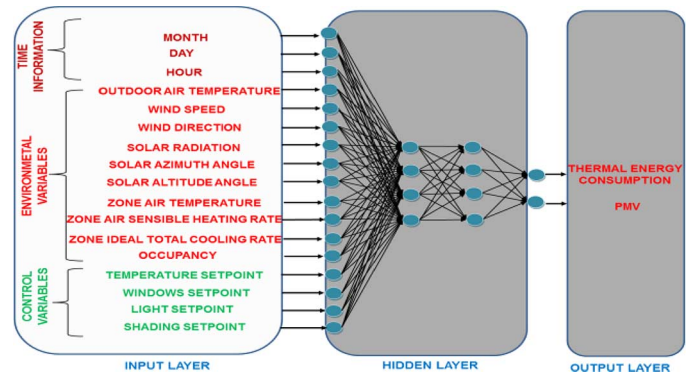 TIME
INFORMATION
MONTH
DAY
HOUR
ENVIRONMETAL
VARIABLES
OUTDOOR AIR TEMPERATURE
WIND SPEED
WIND DIRECTION
SOLAR RADIATION
SOLAR AZIMUTH ANGLE
SOLAR ALTITUDE ANGLE
ZONE AIR TEMPERATURE
ZONE AIR SENSIBLE HEATING RATE
ZONE IDEAL TOTAL COOLING RATE
OCCUPANCY
CONTROL
VARIABLES
TEMPERATURE SETPOINT
WINDOWS SETPOINT
LIGHT SETPOINT
SHADING SETPOINT
THERMAL ENERGY
CONSUMPTION
PMV
INPUT LAYER
HIDDEN LAYER
OUTPUT LAYER